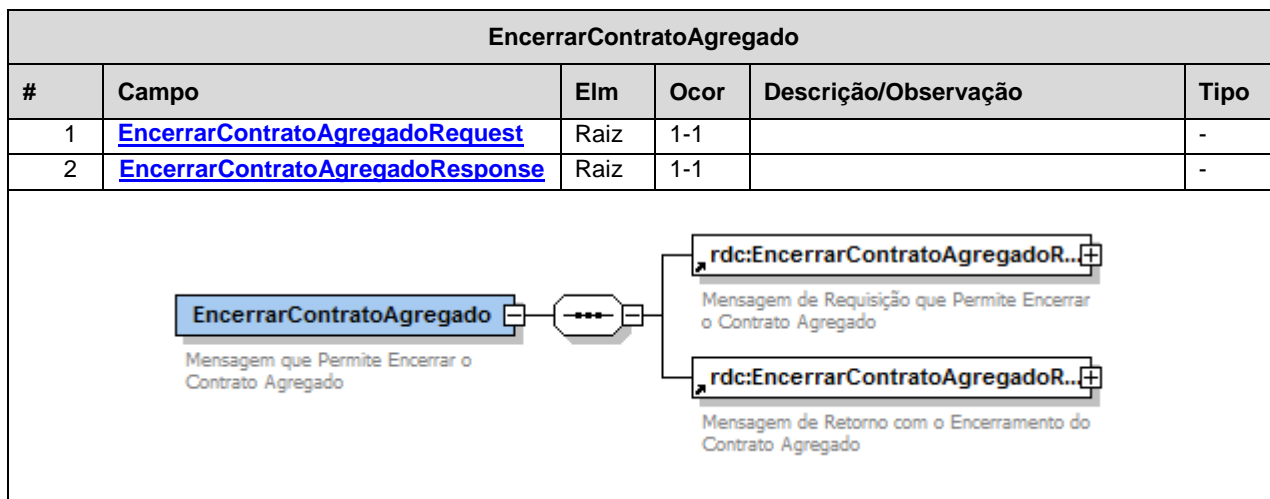 EncerrarContratoAgregado
# Campo Elm Ocor Descrição/Observação Tipo
1 EncerrarContratoAgregadoRequest Raiz 1-1 -
2 EncerrarContratoAgregadoResponse Raiz 1-1 -
rdc:EncerrarContratoAgregadoR...
Mensagem de Requisição que Permite Encerrar
o Contrato Agregado
EncerrarContratoAgregado
Mensagem que Permite Encerrar o
Contrato Agregado
rdc:EncerrarContratoAgregadoR...
Mensagem de Retorno com o Encerramento do
Contrato Agregado